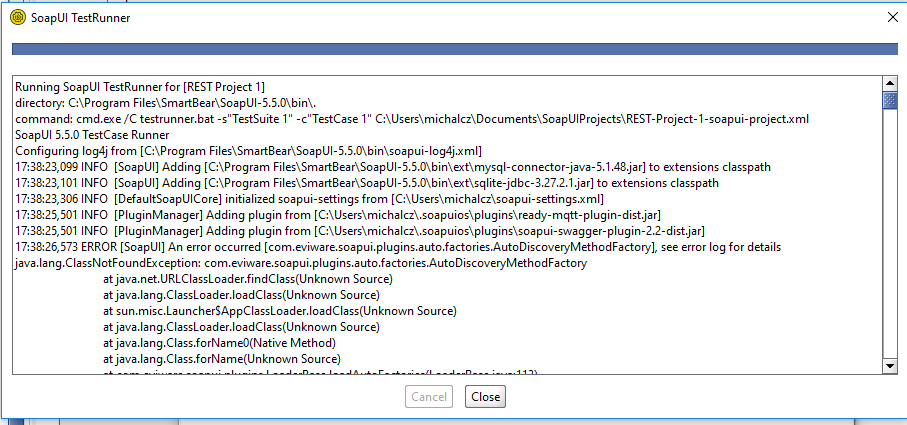 SoapUI TestRunner
Running SoapUI TestRunner for [REST Project 1]
directory: C:\Program Files\SmartBear\SoapUI-5.5.0\bin\.
command: cmd.exe /C testrunner.bat -s"TestSuite 1" -c"TestCase 1" C:\Users\michalcz\Documents\SoapUIProjects\REST-Project-1-soapui-project.xml
SoapUI 5.5.0 TestCase Runner
Configuring log4j from [C:\Program Files\SmartBear\SoapUI-5.5.0\bin\soapui-log4j.xml]
17:38:23,099 INFO  [SoapUI] Adding [C:\Program Files\SmartBear\SoapUI-5.5.0\bin\ext\mysql-connector-java-5.1.48.jar] to extensions classpath
17:38:23,101 INFO  [SoapUI] Adding [C:\Program Files\SmartBear\SoapUI-5.5.0\bin\ext\sqlite-jdbc-3.27.2.1.jar] to extensions classpath
17:38:23,306 INFO  [DefaultSoapUICore] initialized soapui-settings from [C:\Users\michalcz\soapui-settings.xml]
17:38:25,501 INFO  [PluginManager] Adding plugin from [C:\Users\michalcz\.soapuios\plugins\ready-mqtt-plugin-dist.jar]
17:38:25,501 INFO  [PluginManager] Adding plugin from [C:\Users\michalcz\.soapuios\plugins\soapui-swagger-plugin-2.2-dist.jar]
17:38:26,573 ERROR [SoapUI] An error occurred [com.eviware.soapui.plugins.auto.factories.AutoDiscoveryMethodFactory], see error log for details
java.lang.ClassNotFoundException: com.eviware.soapui.plugins.auto.factories.AutoDiscoveryMethodFactory
at java.net.URLClassLoader.findClass(Unknown Source)
at java.lang.ClassLoader.loadClass(Unknown Source)
at sun.misc.Launcher$AppClassLoader.loadClass(Unknown Source)
at java.lang.ClassLoader.loadClass(Unknown Source)
at java.lang.Class.forName0(Native Method)
at java.lang.Class.forName(Unknown Source)
at com.eviware.soapui.plugins.LoaderBase.loadAutoFactories(LoaderBase.java:113)
Cancel
Close